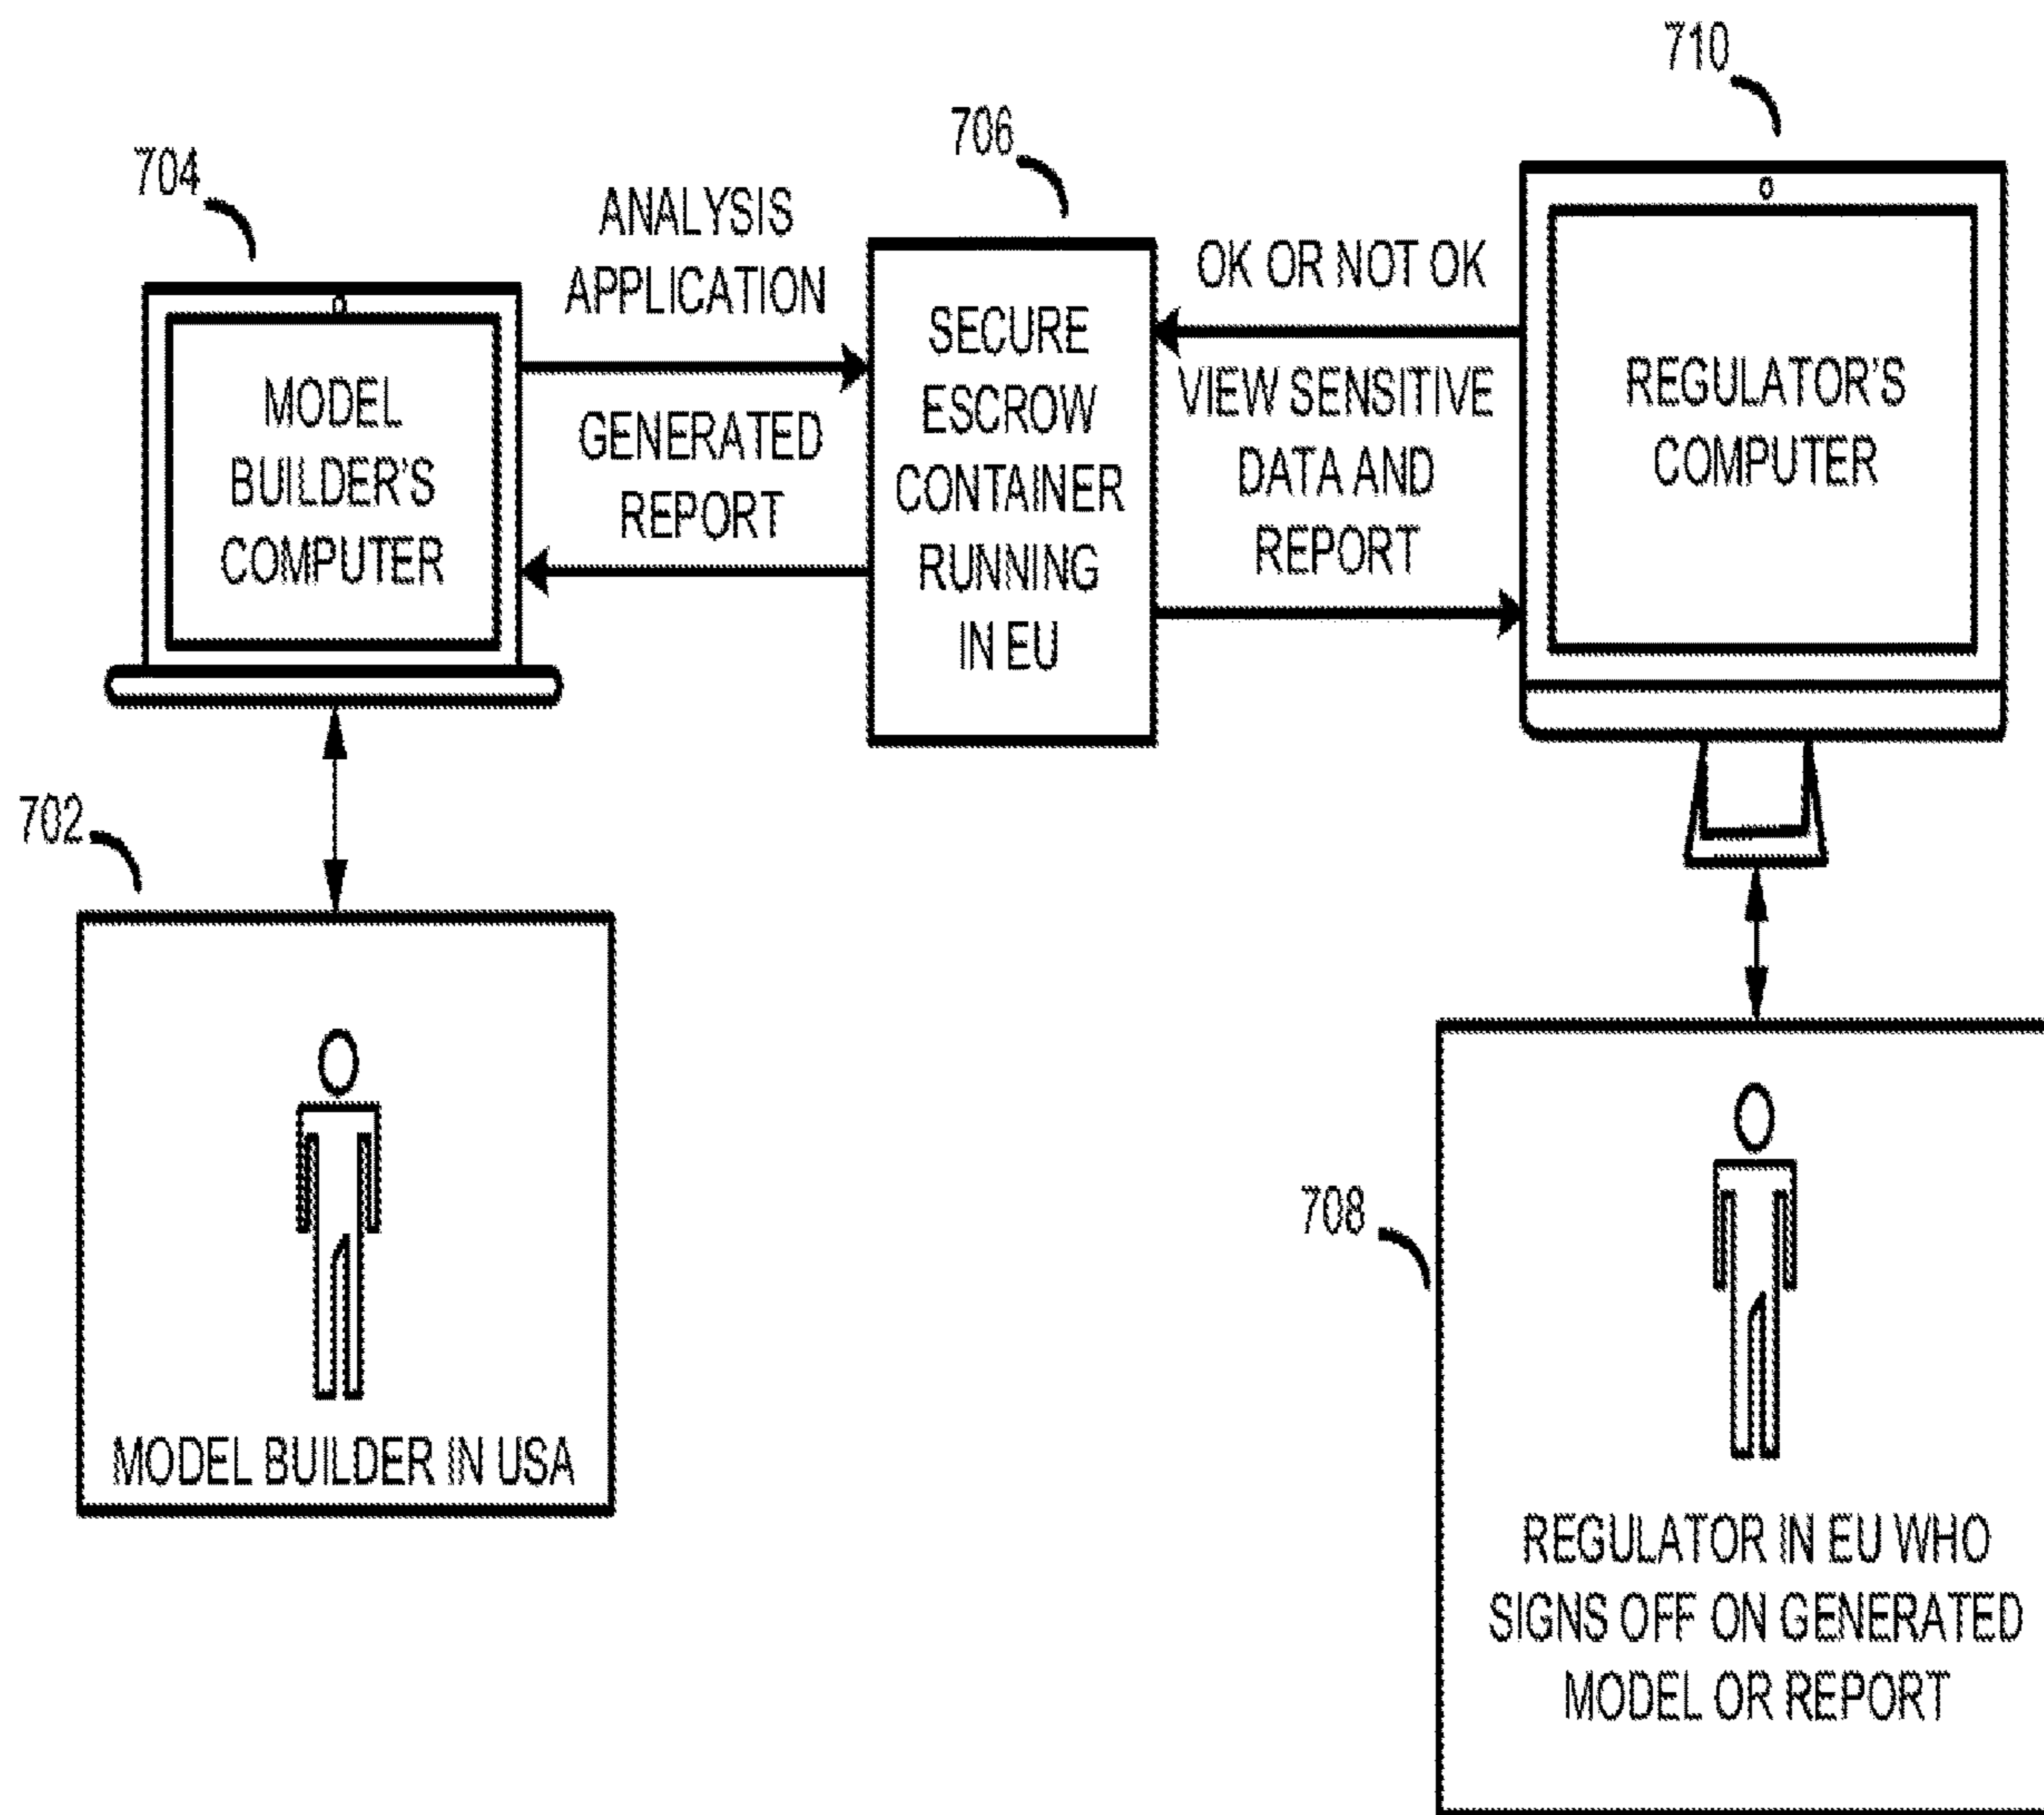 710
706
704
ANALYSIS
APPLICATION
GENERATED
REPORT
MODEL
BUILDER'S
COMPUTER
SECURE
ESCROW
CONTAINER
RUNNING
IN EU
OK OR NOT OK
VIEW SENSITIVE
DATA AND
REPORT
REGULATOR'S
COMPUTER
702
MODEL BUILDER IN USA
708
REGULATOR IN EU WHO
SIGNS OFF ON GENERATED
MODEL OR REPORT